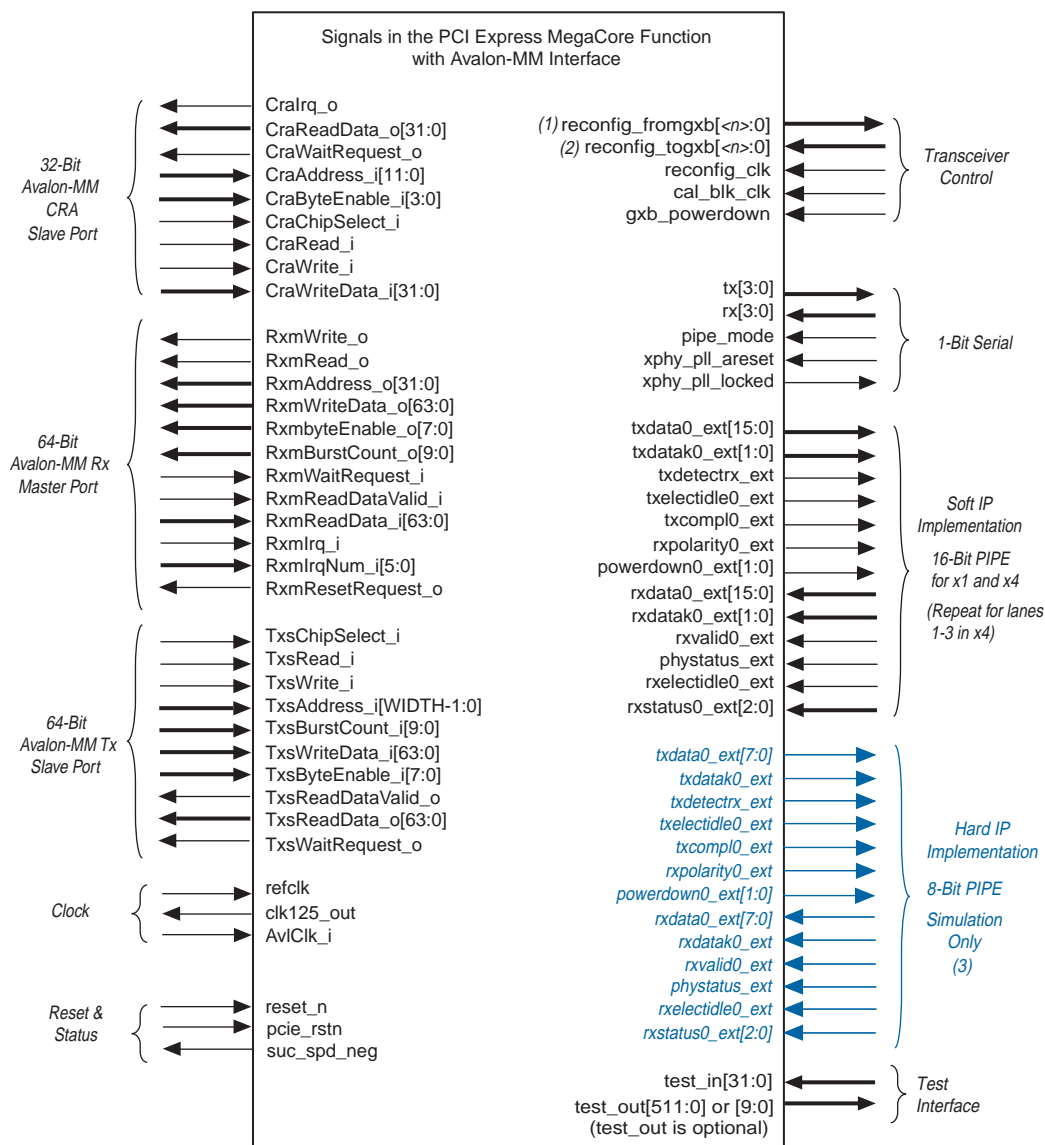 Signals in the PCI Express MegaCore Function
with Avalon-MM Interface
32-Bit
Avalon-MM
CRA
Slave Port
CraIrq_o
CraReadData_o[31:0]
CraWaitRequest_o
CraAddress_i[11:0]
CraByteEnable_i[3:0]
CraChipSelect_i
CraRead_i
CraWrite_i
CraWriteData_i[31:0]
64-Bit
Avalon-MM Rx
Master Port
RxmWrite_o
RxmRead_o
RxmAddress_o[31:0]
RxmWriteData_o[63:0]
RxmbyteEnable_o[7:0]
RxmBurstCount_o[9:0]
RxmWaitRequest_i
RxmReadDataValid_i
RxmReadData_i[63:0]
RxmIrq_i
RxmIrqNum_i[5:0]
RxmResetRequest_o
64-Bit
Avalon-MM Tx
Slave Port
TxsChipSelect_i
TxsRead_i
TxsWrite_i
TxsAddress_i[WIDTH-1:0]
TxsBurstCount_i[9:0]
TxsWriteData_i[63:0]
TxsByteEnable_i[7:0]
TxsReadDataValid_o
TxsReadData_o[63:0]
TxsWaitRequest_o
Clock
refclk
clk125_out
AvlClk_i
Reset &
Status
reset_n
pcie_rstn
suc_spd_neg
(1) reconfig_fromgxb[<n>:0]
(2) reconfig_togxb[<n>:0]
reconfig_clk
cal_blk_clk
gxb_powerdown
Transceiver
Control
tx[3:0]
rx[3:0]
pipe_mode
xphy_pll_areset
xphy_pll_locked
1-Bit Serial
txdata0_ext[15:0]
txdatak0_ext[1:0]
txdetectrx_ext
txelectidle0_ext
txcompl0_ext
rxpolarity0_ext
powerdown0_ext[1:0]
rxdata0_ext[15:0]
rxdatak0_ext[1:0]
rxvalid0_ext
phystatus_ext
rxelectidle0_ext
rxstatus0_ext[2:0]
Soft IP
Implementation
16-Bit PIPE
for x1 and x4
(Repeat for lanes
1-3 in x4)
txdata0_ext[7:0]
txdatak0_ext
txdetectrx_ext
txelectidle0_ext
txcompl0_ext
rxpolarity0_ext
powerdown0_ext[1:0]
rxdata0_ext[7:0]
rxdatak0_ext
rxvalid0_ext
phystatus_ext
rxelectidle0_ext
rxstatus0_ext[2:0]
Hard IP
Implementation
8-Bit PIPE
Simulation
Only
(3)
test_in[31:0]
test_out[511:0] or [9:0]
(test_out is optional)
Test
Interface